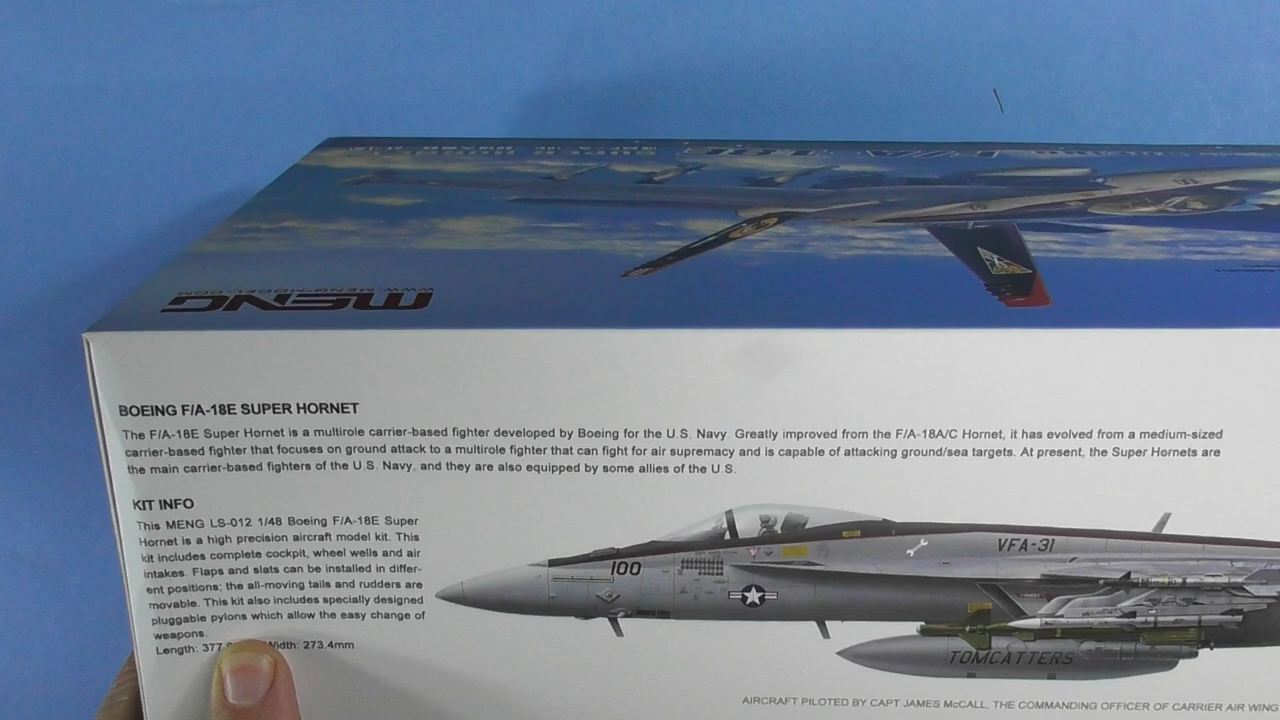 WWW.MENG-MODEL.COM
MENG
BOEING F/A-18E SUPER HORNET
The F/A-18E Super Hornet is a multirole carrier-based fighter developed by Boeing for the U.S. Navy. Greatly improved from the F/A-18A/C Hornet, it has evolved from a medium-sized
carrier-based fighter that focuses on ground attack to a multirole fighter that can fight for air supremacy and is capable of attacking ground/sea targets. At present, the Super Hornets are
the main carrier-based fighters of the U.S. Navy, and they are also equipped by some allies of the U.S.
KIT INFO
This MENG LS-012 1/48 Boeing F/A-18E Super
Hornet is a high precision aircraft model kit. This
kit includes complete cockpit, wheel wells and air
intakes. Flaps and slats can be installed in differ-
ent positions; the all-moving tails and rudders are
movable. This kit also includes specially designed
pluggable pylons which allow the easy change of
weapons.
Length: 377 Width: 273.4mm
100
VFA-31
TOMCATTERS
AIRCRAFT PILOTED BY CAPT JAMES McCALL, THE COMMANDING OFFICER OF CARRIER AIR WING